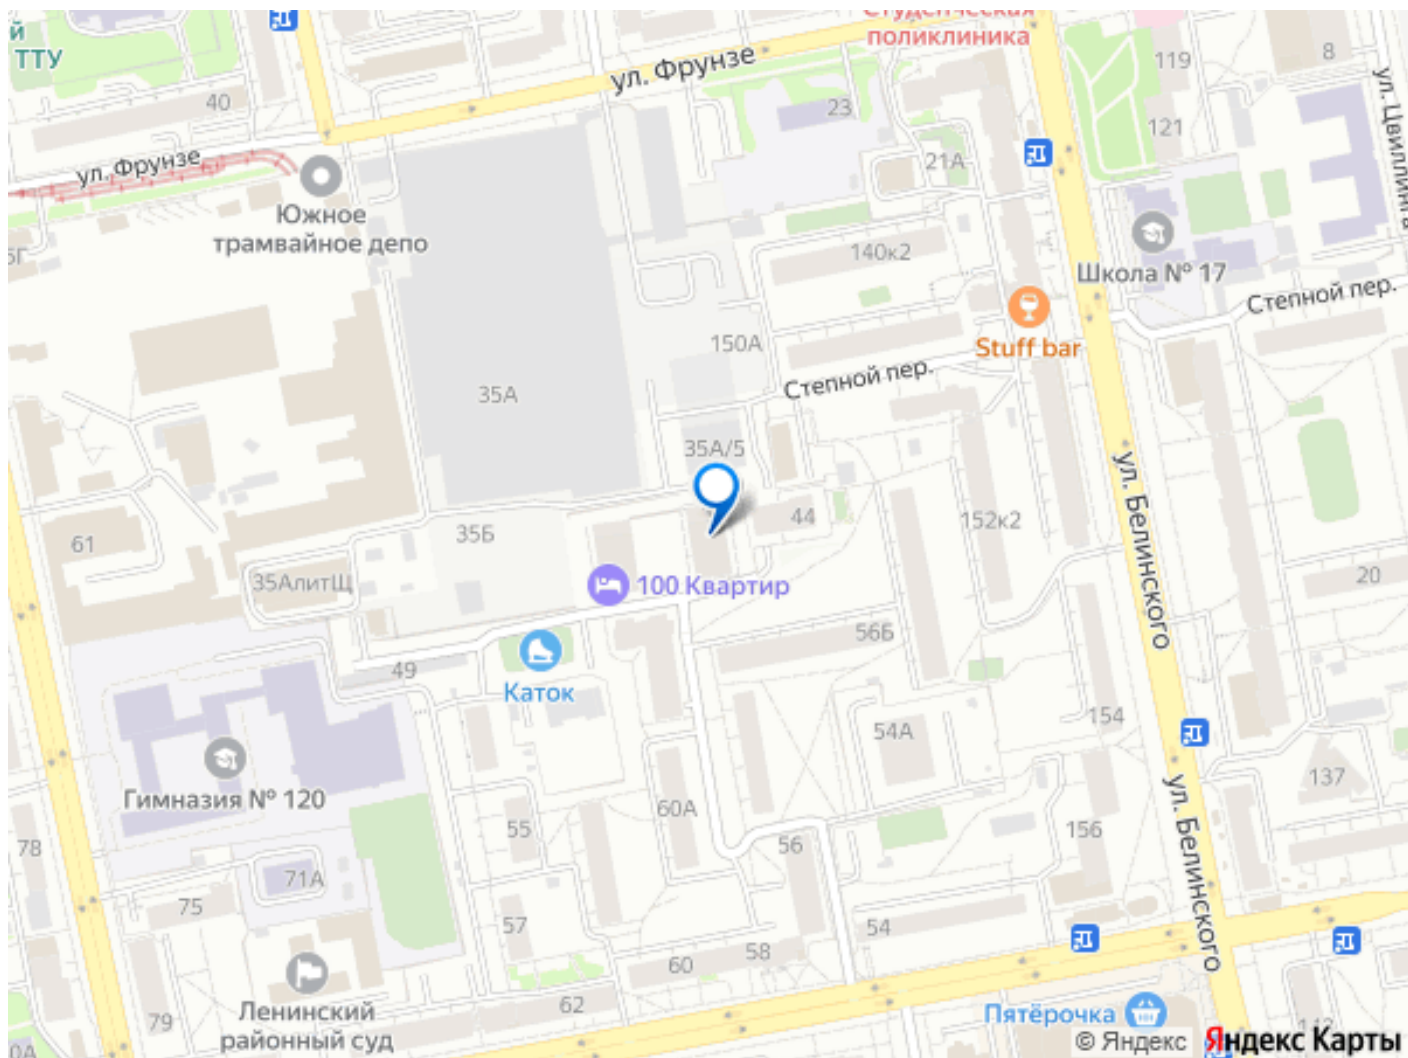 Студенческая
поликлиника
й
ТТУ
ул. Фрунзе
119
8
ул. Цвиллинга
40
23
121
ул. Фрунзе
21А
Южное
трамвайное депо
140к2
Школа № 17
Степной пер.
150А
Stuff bar
Степной пер.
35А
35А/5
ул. Белинского
44
152к2
35Б
61
35АлитЩ
100 Квартир
20
56Б
49
Каток
154
54А
137
Гимназия № 120
60А
55
156
56
ул. Белинского
78
71А
75
57
54
58
60
62
Ленинский
районный суд
79
Пятёрочка
© Яндекс
Яндекс Карты